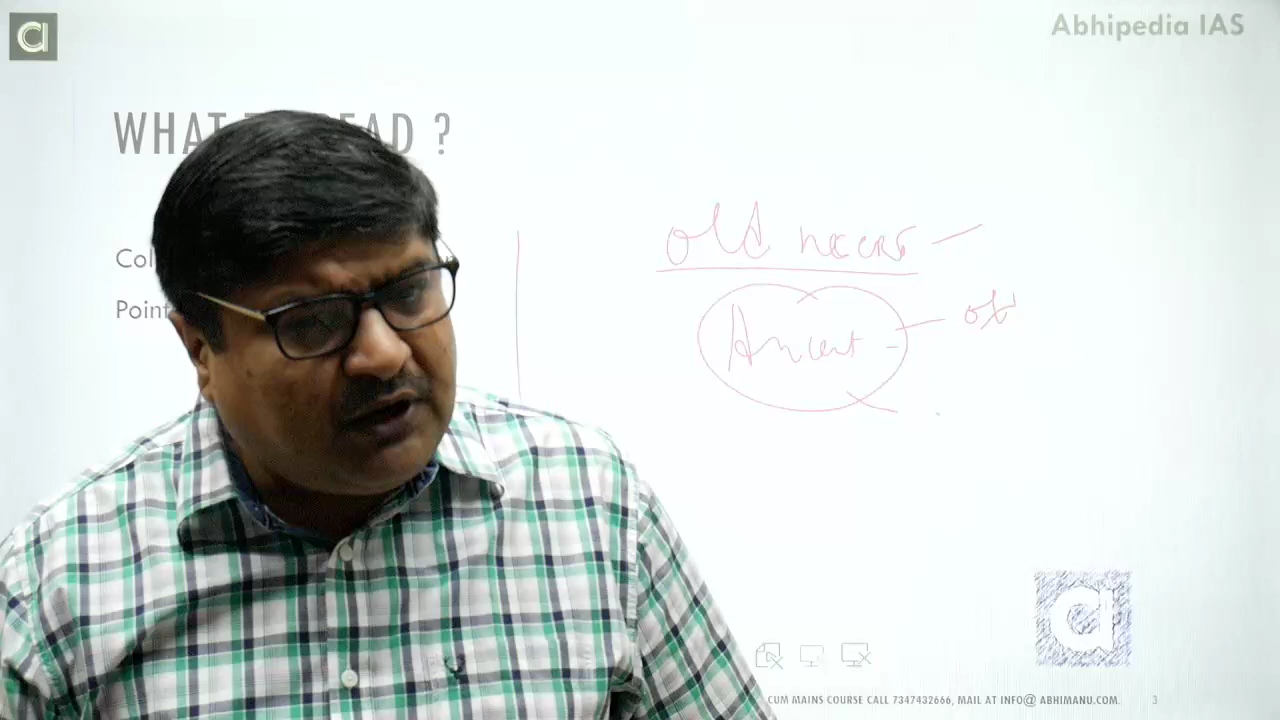 Abhipedia IAS
WHAT READ ?
Col
Point
old NCERT
Ancient
CUM MAINS COURSE CALL 7347432666, MAIL AT INFO@ ABHIMANU.COM. 3